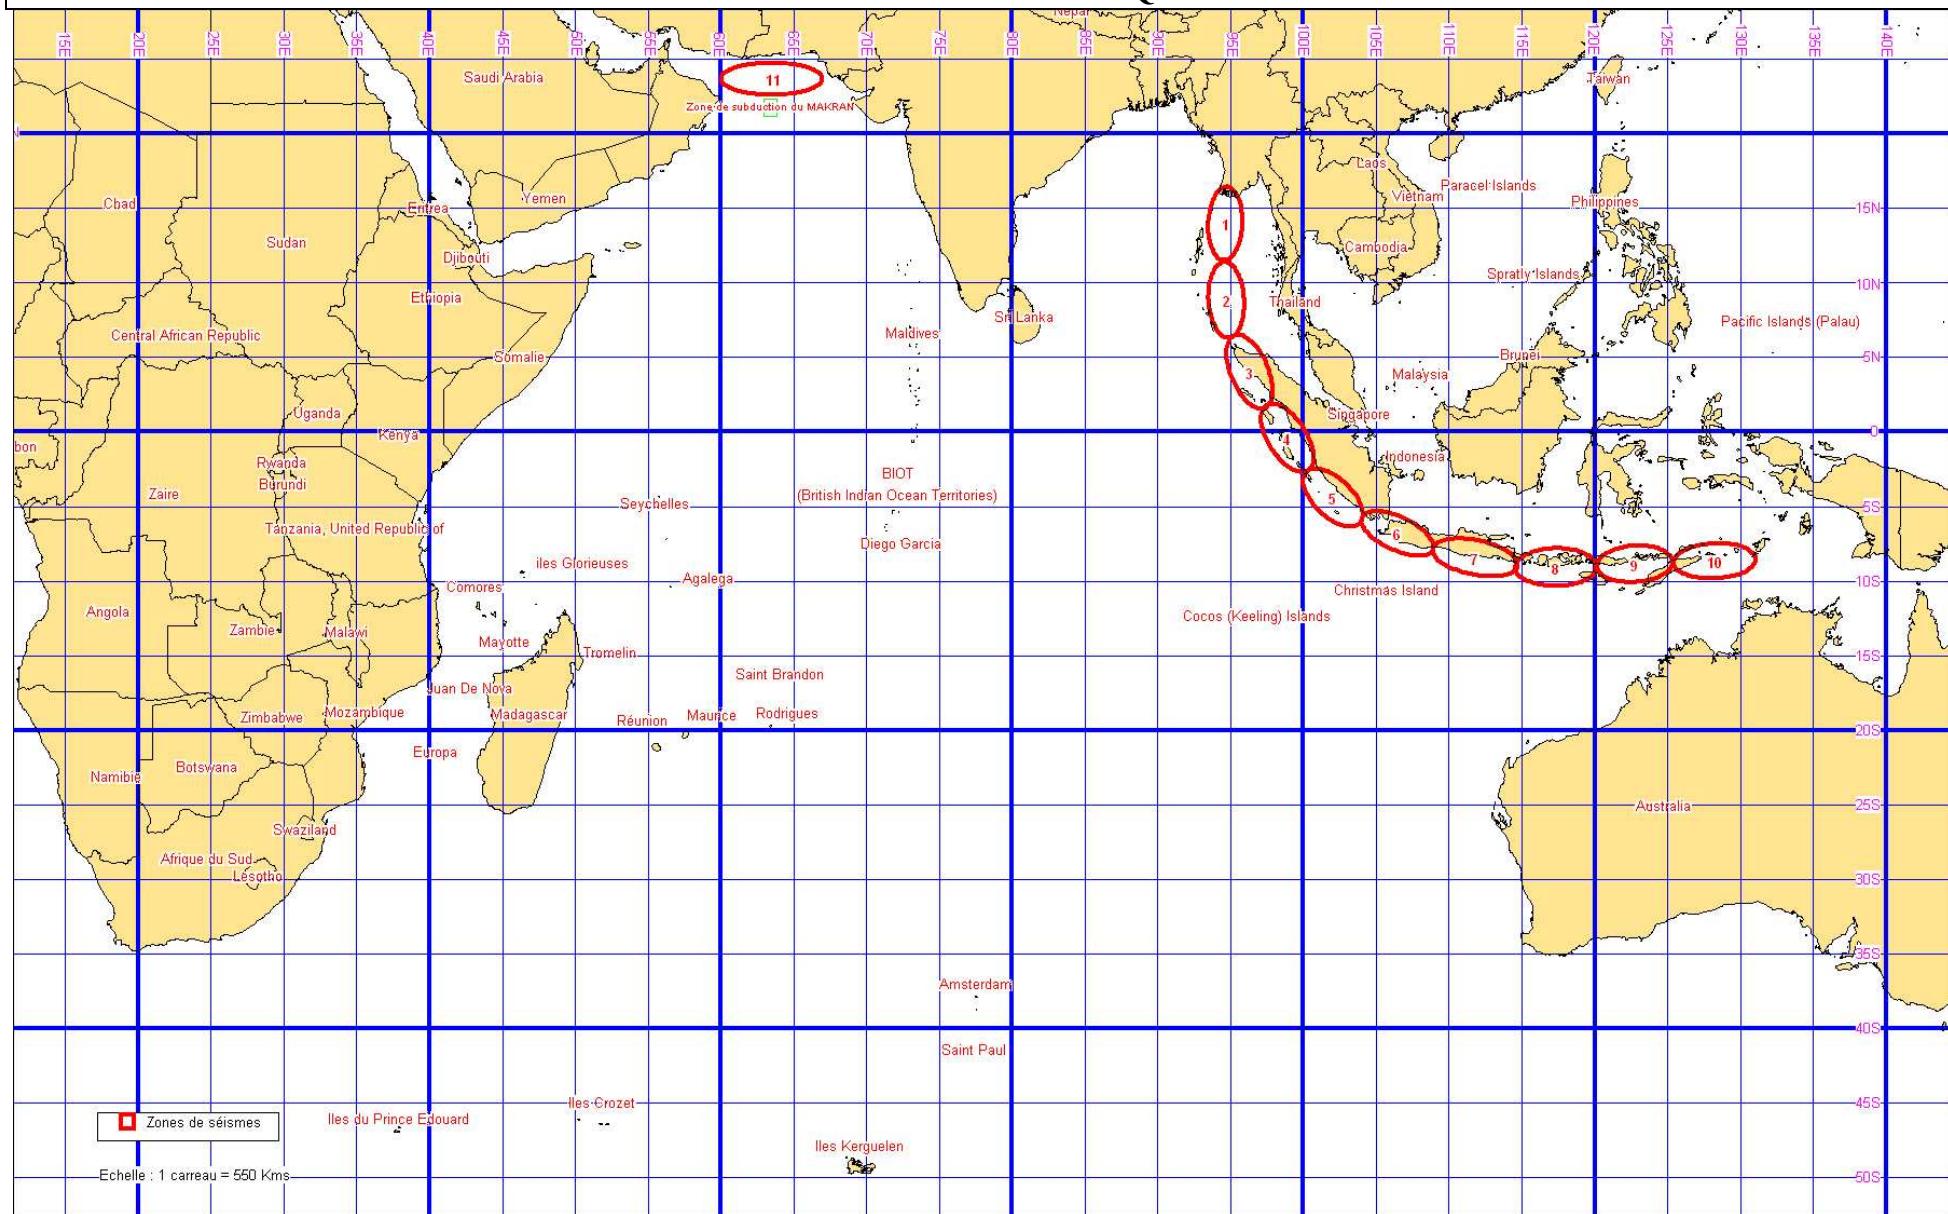 Nepal
15E
20E
25E
30E
35E
40E
45E
50E
55E
60E
65E
70E
75E
80E
85E
90E
95E
100E
105E
110E
115E
120E
125E
130E
135E
140E
Saudi Arabia
11
Taiwan
Zone de subduction du MAKRAN
Laos
Paracel Islands
Yemen
Vietnam
Philippines
Cbad
Eritrea
15N
1
Sudan
Cambodia
Djibouti
Spratly Islands
10N
Ethiopia
2
Thailand
Sri Lanka
Pacific Islands (Palau)
Central African Republic
Maldives
Somalie
Brunei
5N
3
Malaysia
Uganda
Singapore
Kenya
0
bon
4
Indonesia
Rwanda
BIOT
Burundi
(British Indian Ocean Territories)
Zaire
Seychelles
5
5S
Tanzania, United Republic of
6
Diego Garcia
iles Glorieuses
7
8
9
10
Agalega
10S
Comores
Christmas Island
Angola
Cocos (Keeling) Islands
Zambie
Malawi
Mayotte
Tromelin
15S
Saint Brandon
Juan De Nova
Mozambique
Madagascar
Zimbabwe
Réunion
Maurice
Rodrigues
20S
Europa
Botswana
Namibie
Australia
25S
Swaziland
Afrique du Sud
Lesotho
30S
35S
Amsterdam
40S
Saint Paul
Iles Crozet
45S
Iles du Prince Edouard
Zones de séismes
Iles Kerguelen
Echelle : 1 carreau = 550 Kms
50S